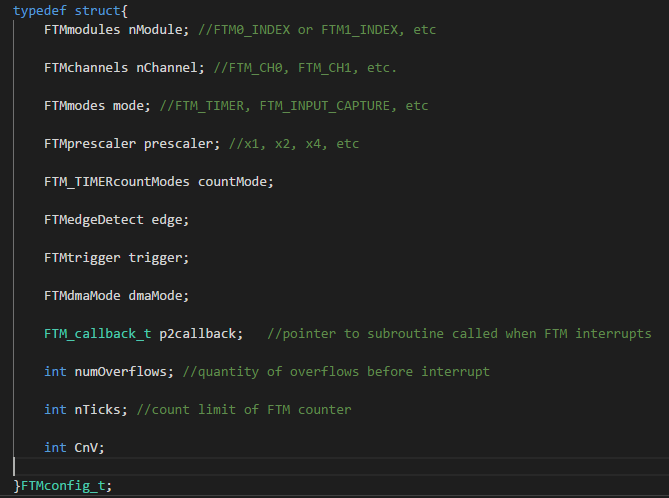 typedef struct{
FTMmodules nModule; //FTM0_INDEX or FTM1_INDEX, etc
FTMchannels nChannel; //FTM_CH0, FTM_CH1, etc.
FTMmodes mode; //FTM_TIMER, FTM_INPUT_CAPTURE, etc
FTMprescaler prescaler; //x1, x2, x4, etc
FTM_TIMERcountModes countMode;
FTMedgeDetect edge;
FTMtrigger trigger;
FTMdmaMode dmaMode;
FTM_callback_t p2callback;   //pointer to subroutine called when FTM interrupts
int numOverflows; //quantity of overflows before interrupt
int nTicks; //count limit of FTM counter
int CnV;
}FTMconfig_t;